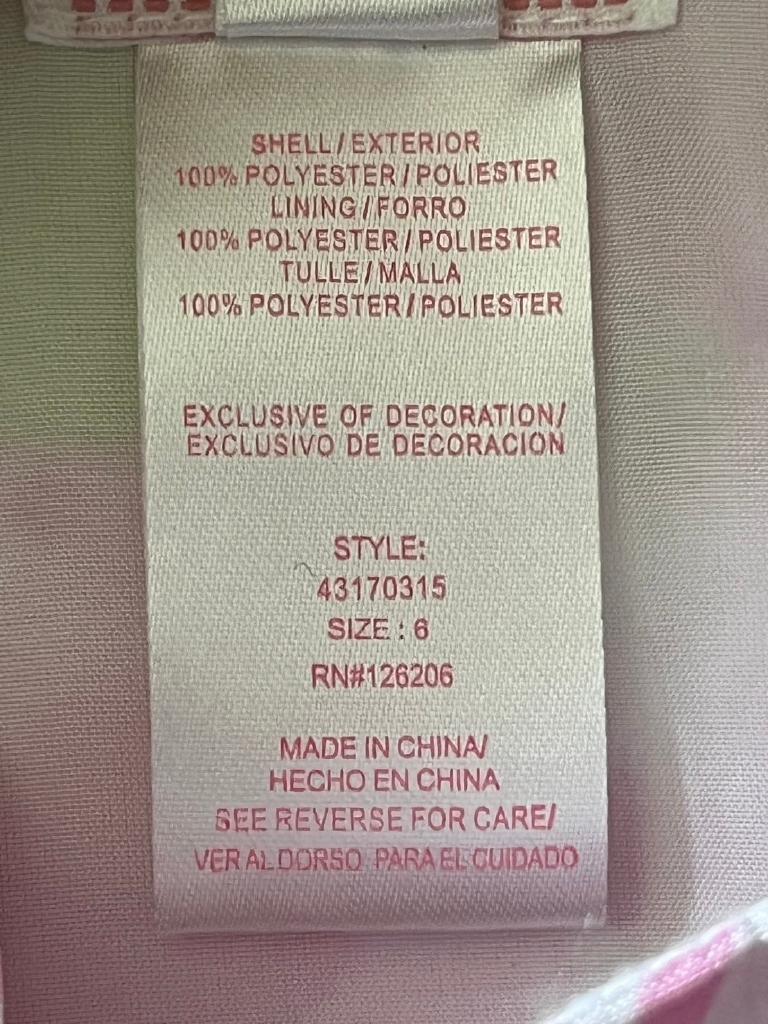 SHELL/EXTERIOR
100% POLYESTER/POLIESTER
LINING/FORRO
100% POLYESTER/POLIESTER
TULLE/MALLA
100% POLYESTER/POLIESTER
EXCLUSIVE OF DECORATION/
EXCLUSIVO DE DECORACION
STYLE:
43170315
SIZE : 6
RN#126206
MADE IN CHINA/
HECHO EN CHINA
SEE REVERSE FOR CARE/
VER AL DORSO PARA EL CUIDADO